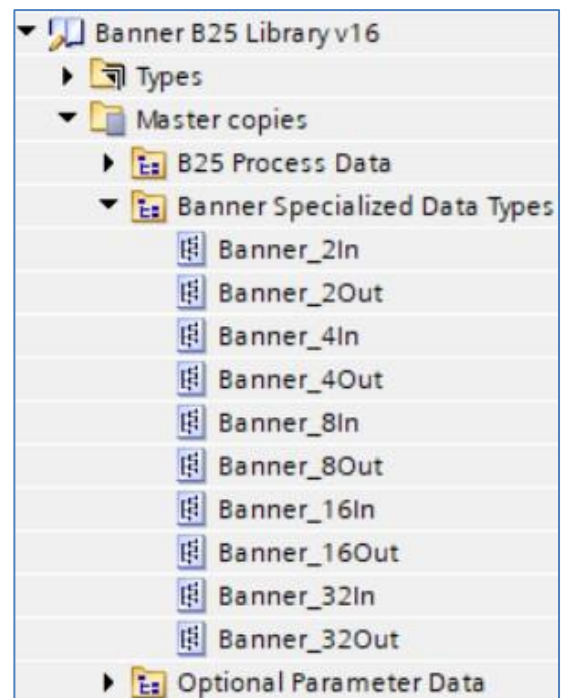 Banner B25 Library v16
Types
Master copies
B25 Process Data
Banner Specialized Data Types
Banner_2In
Banner_2Out
Banner_4In
Banner_4Out
Banner_8In
Banner_8Out
Banner_16In
Banner_16Out
Banner_32In
Banner_32Out
Optional Parameter Data